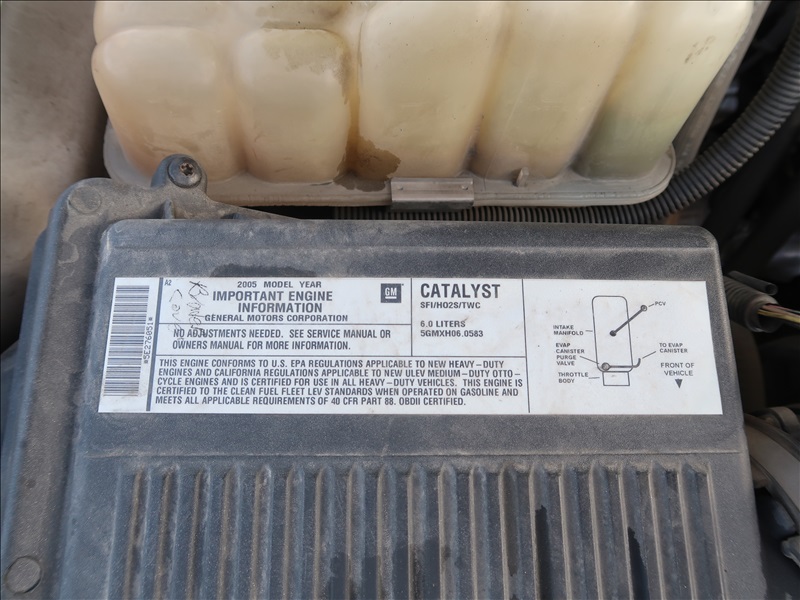 *5E276051*
A2
2005 MODEL YEAR
IMPORTANT ENGINE
INFORMATION
GENERAL MOTORS CORPORATION
NO ADJUSTMENTS NEEDED. SEE SERVICE MANUAL OR
OWNERS MANUAL FOR MORE INFORMATION.
THIS ENGINE CONFORMS TO U.S. EPA REGULATIONS APPLICABLE TO NEW HEAVY-DUTY
ENGINES AND CALIFORNIA REGULATIONS APPLICABLE TO NEW ULEV MEDIUM-DUTY OTTO-
CYCLE ENGINES AND IS CERTIFIED FOR USE IN ALL HEAVY-DUTY VEHICLES. THIS ENGINE IS
CERTIFIED TO THE CLEAN FUEL FLEET LEV STANDARDS WHEN OPERATED ON GASOLINE AND
MEETS ALL APPLICABLE REQUIREMENTS OF 40 CFR PART 88. OBDII CERTIFIED.
GM
CATALYST
SFI/HO2S/TWC
6.0 LITERS
5GMXH06.0583
PCV
INTAKE
MANIFOLD
EVAP
CANISTER
PURGE
VALVE
THROTTLE
BODY
TO EVAP
CANISTER
FRONT OF
VEHICLE